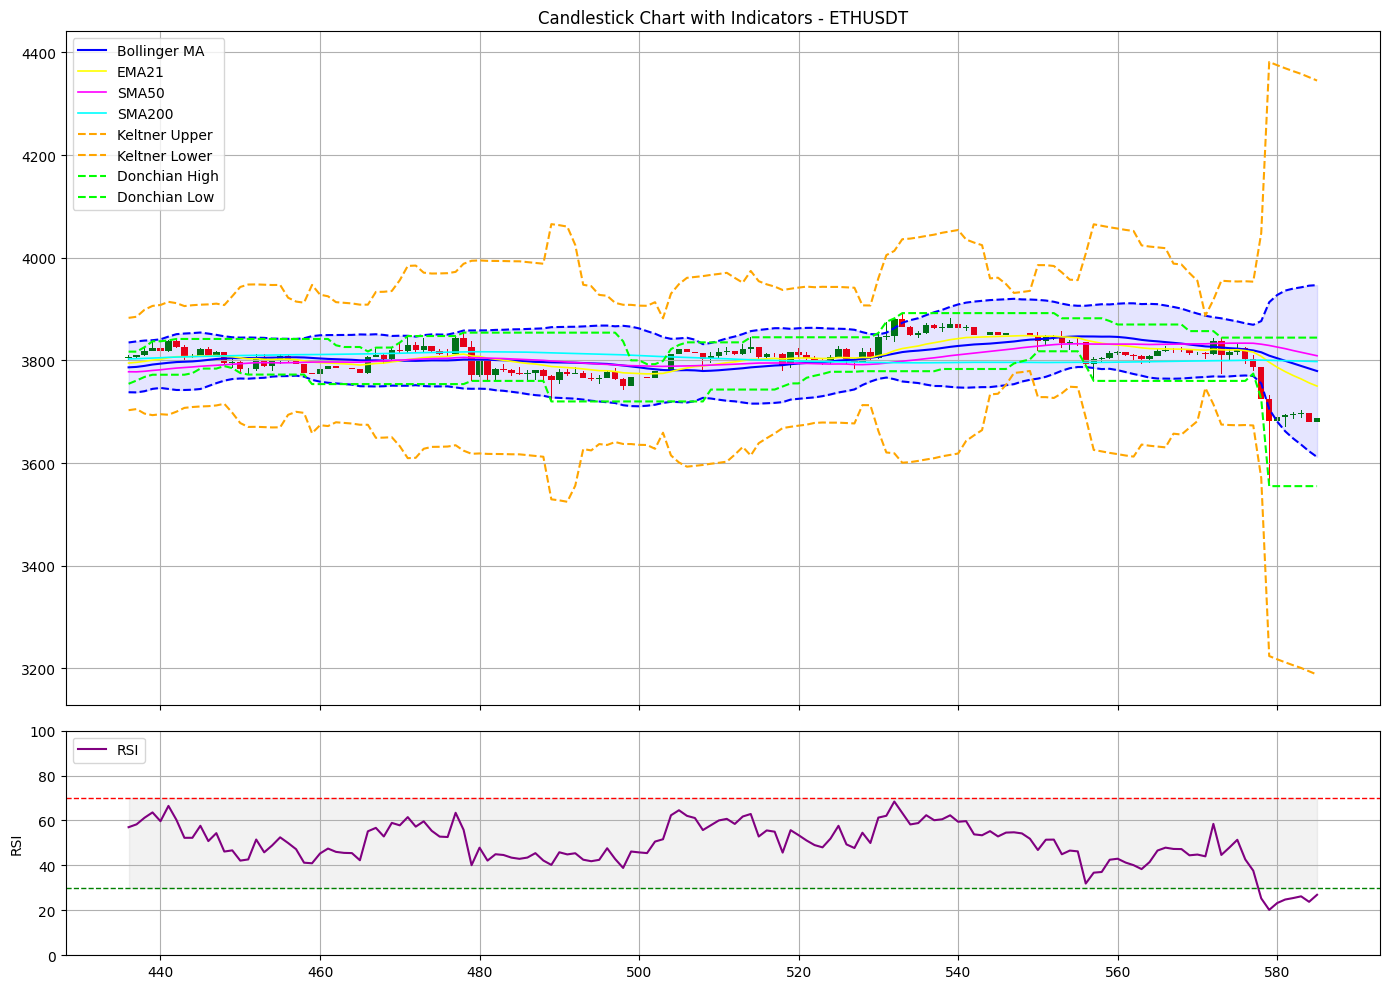 Candlestick Chart with Indicators - ETHUSDT
4400
4200
4000
3800
3600
3400
3200
Bollinger MA
EMA21
SMA50
SMA200
Keltner Upper
Keltner Lower
Donchian High
Donchian Low
100
80
60
40
20
0
RSI
RSI
440
460
480
500
520
540
560
580